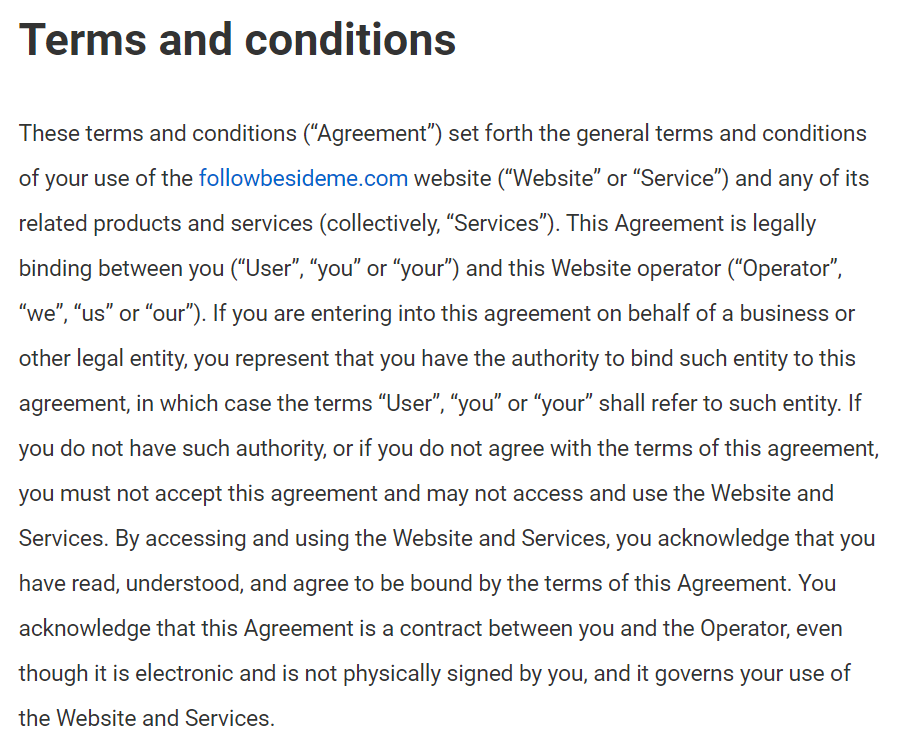 Terms and conditions
These terms and conditions (“Agreement”) set forth the general terms and conditions
of your use of the followbesideme.com website (“Website” or “Service”) and any of its
related products and services (collectively, “Services”). This Agreement is legally
binding between you (“User”, “you” or “your”) and this Website operator (“Operator”,
“we”, “us” or “our”). If you are entering into this agreement on behalf of a business or
other legal entity, you represent that you have the authority to bind such entity to this
agreement, in which case the terms “User”, “you” or “your” shall refer to such entity. If
you do not have such authority, or if you do not agree with the terms of this agreement,
you must not accept this agreement and may not access and use the Website and
Services. By accessing and using the Website and Services, you acknowledge that you
have read, understood, and agree to be bound by the terms of this Agreement. You
acknowledge that this Agreement is a contract between you and the Operator, even
though it is electronic and is not physically signed by you, and it governs your use of
the Website and Services.